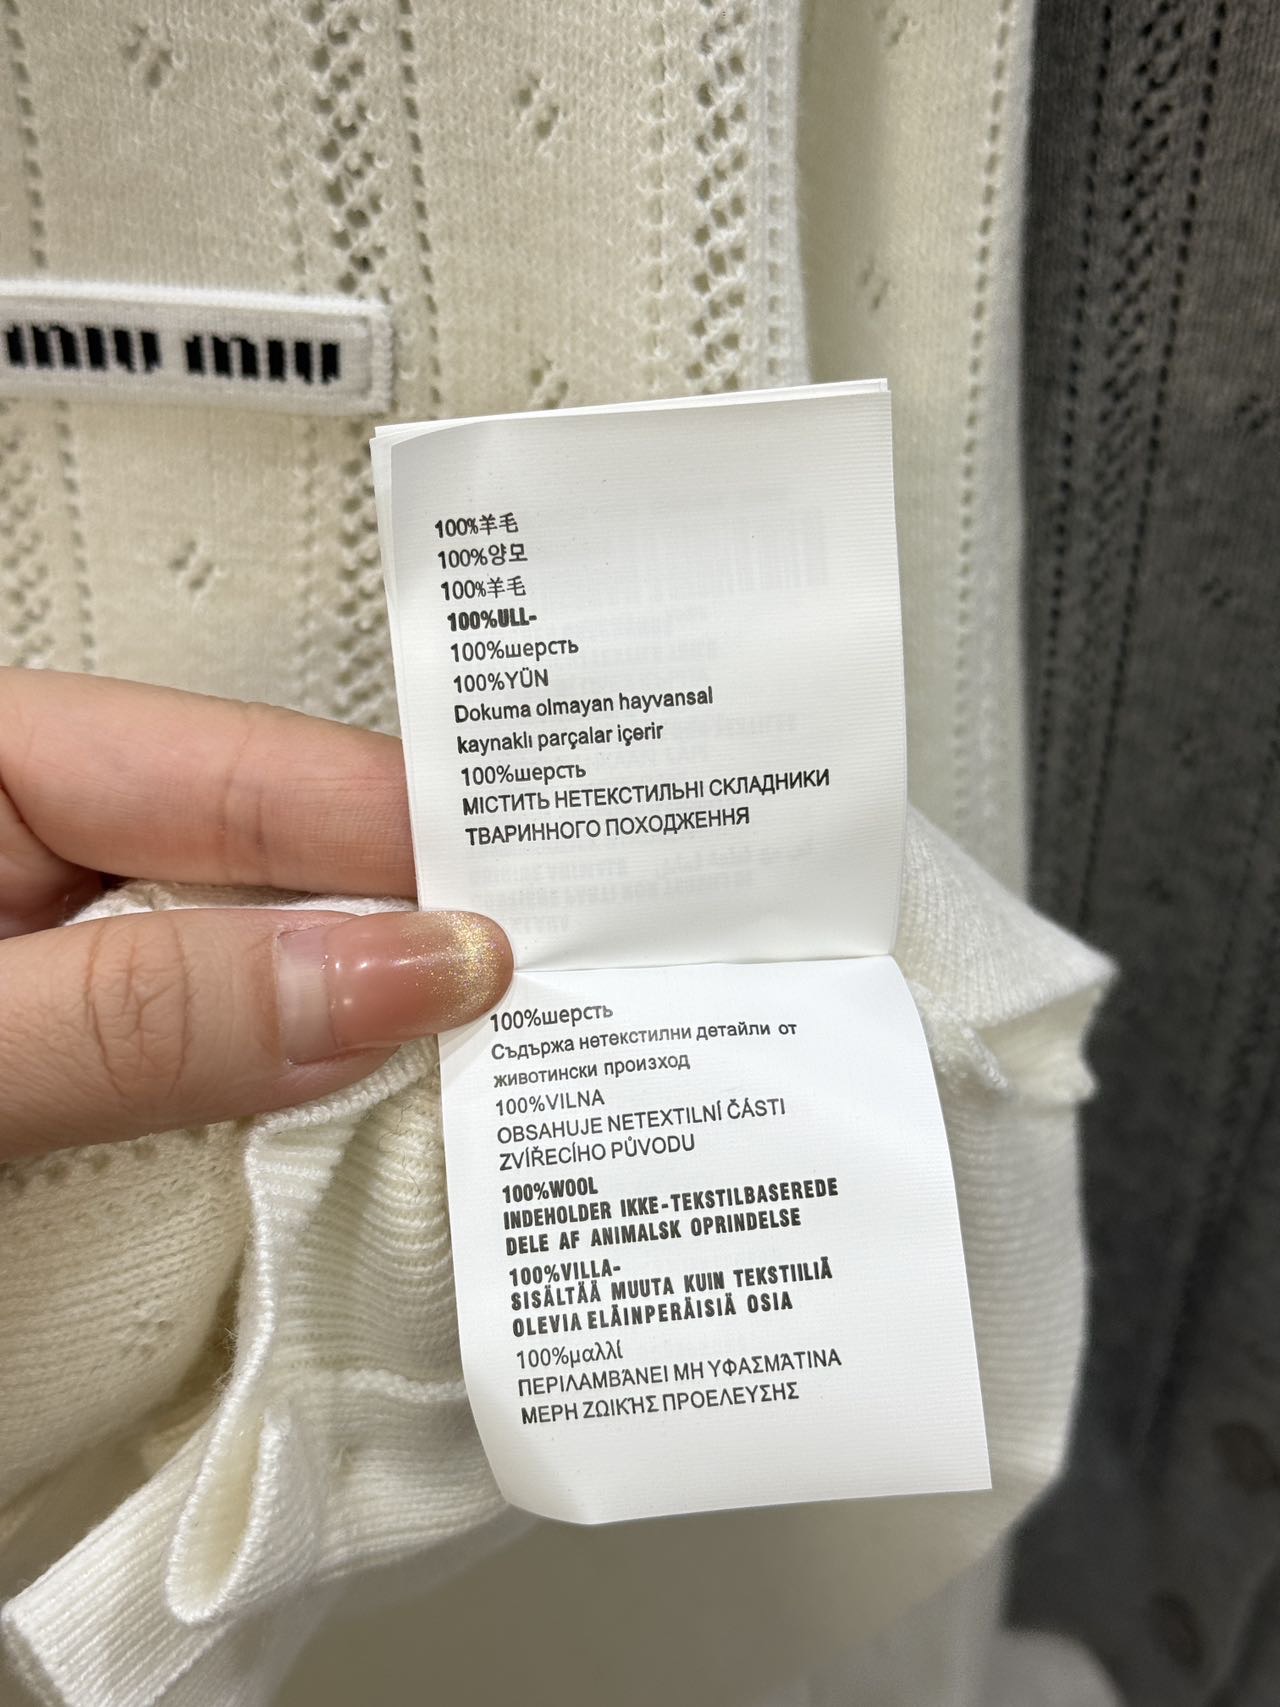 miu miu
100%羊毛
100%양모
100%羊毛
100%ULL-
100%шерсть
100%YÜN
Dokuma olmayan hayvansal
kaynaklı parçalar içerir
100%шерсть
МІСТИТЬ НЕТЕКСТИЛЬНІ СКЛАДНИКИ
ТВАРИННОГО ПОХОДЖЕННЯ
100%шерсть
Съдържа нетекстилни детайли от
животински произход
100%VILNA
OBSAHUJE NETEXTILNÍ ČÁSTI
ZVÍŘECÍHO PŮVODU
100%WOOL
INDEHOLDER IKKE-TEKSTILBASEREDE
DELE AF ANIMALSK OPRINDELSE
100%VILLA-
SISÄLTÄÄ MUUTA KUIN TEKSTIILIÄ
OLEVIA ELÄINPERÄISIÄ OSIA
100%μαλλί
ΠΕΡΙΛΑΜΒΆΝΕΙ ΜΗ ΥΦΑΣΜΆΤΙΝΑ
ΜΕΡΗ ΖΩΙΚΉΣ ΠΡΟΕΛΕΥΣΗΣ